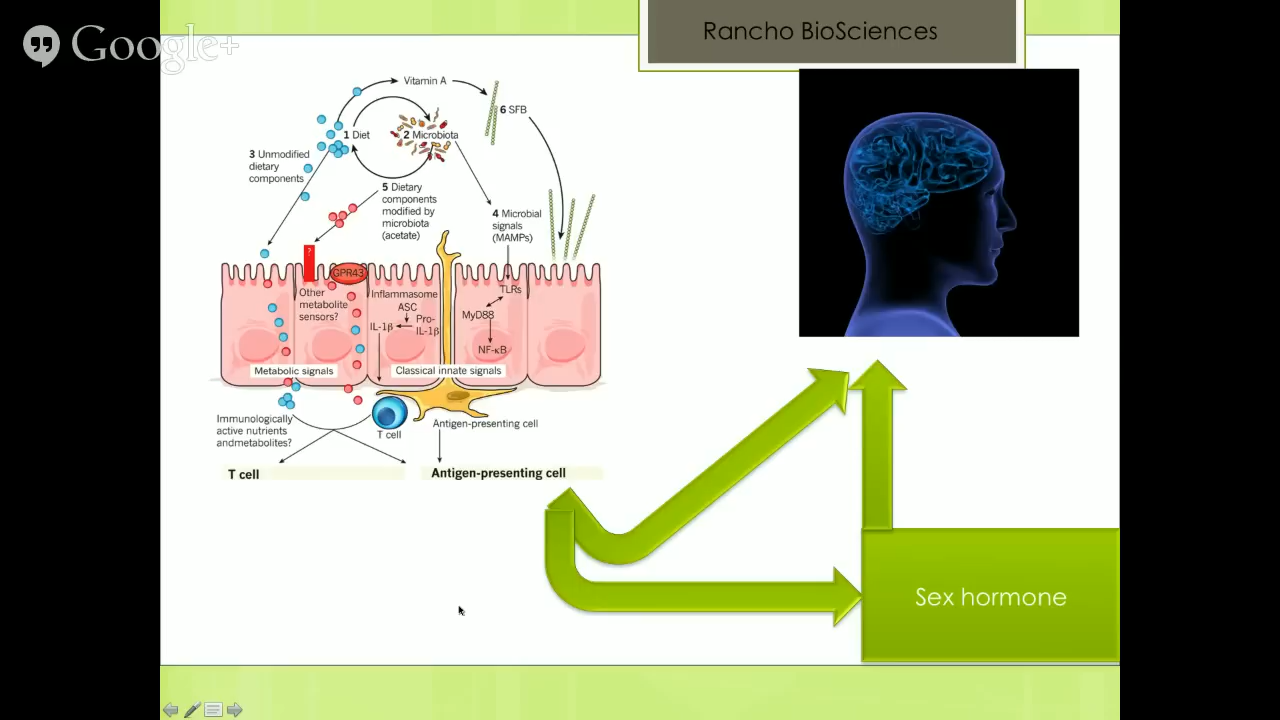 Google+
Rancho BioSciences
Vitamin A
6 SFB
1 Diet
2 Microbiota
3 Unmodified
dietary
components
5 Dietary
components
modified by
microbiota
(acetate)
4 Microbial
signals
(MAMPs)
?
GPR43
Other
metabolite
sensors?
Inflammasome
ASC
IL-1β
Pro-
IL-1β
TLRs
MyD88
NF-κB
Metabolic signals
Classical innate signals
Immunologically
active nutrients
andmetabolites?
T cell
Antigen-presenting cell
T cell
Antigen-presenting cell
Sex hormone